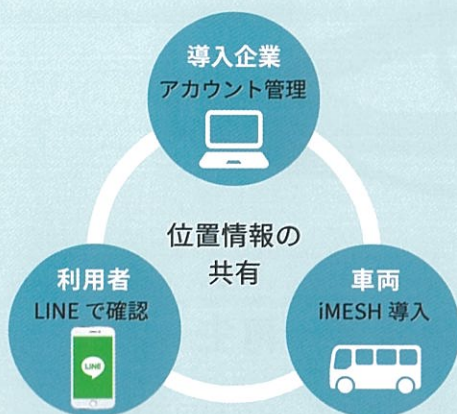 導入企業
アカウント管理
位置情報の
共有
利用者
LINE で確認
LINE
車両
iMESH 導入